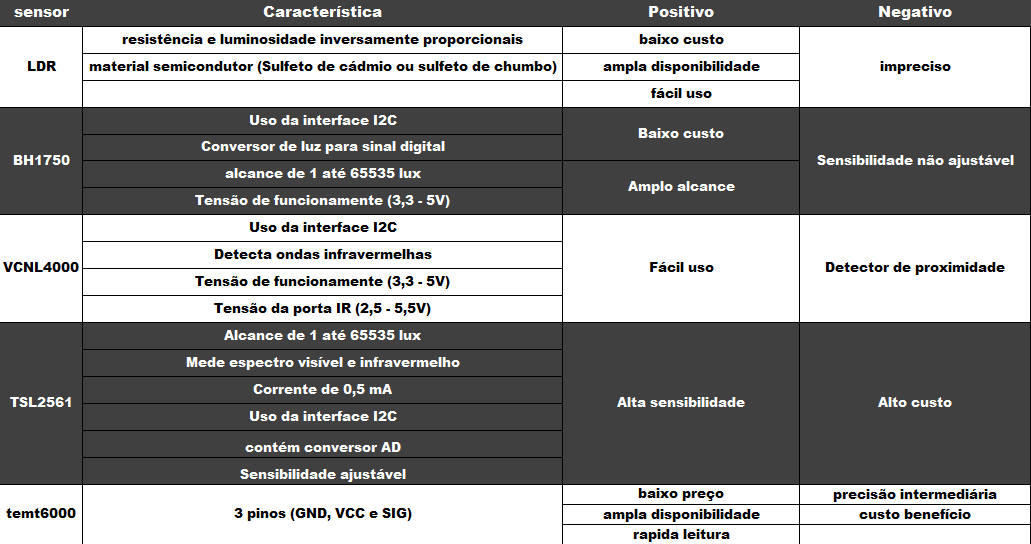 sensor Característica Positivo Negativo
LDR
resistência e luminosidade inversamente proporcionais
material semicondutor (Sulfeto de cádmio ou sulfeto de chumbo)
baixo custo
ampla disponibilidade
fácil uso
impreciso
BH1750
Uso da interface I2C
Conversor de luz para sinal digital
alcance de 1 até 65535 lux
Tensão de funcionamente (3,3 - 5V)
Baixo custo
Amplo alcance
Sensibilidade não ajustável
VCNL4000
Uso da interface I2C
Detecta ondas infravermelhas
Tensão de funcionamente (3,3 - 5V)
Tensão da porta IR (2,5 - 5,5V)
Fácil uso
Detector de proximidade
TSL2561
Alcance de 1 até 65535 lux
Mede espectro visível e infravermelho
Corrente de 0,5 mA
Uso da interface I2C
contém conversor AD
Sensibilidade ajustável
Alta sensibilidade
Alto custo
temt6000
3 pinos (GND, VCC e SIG)
baixo preço
ampla disponibilidade
rapida leitura
precisão intermediária
custo benefício